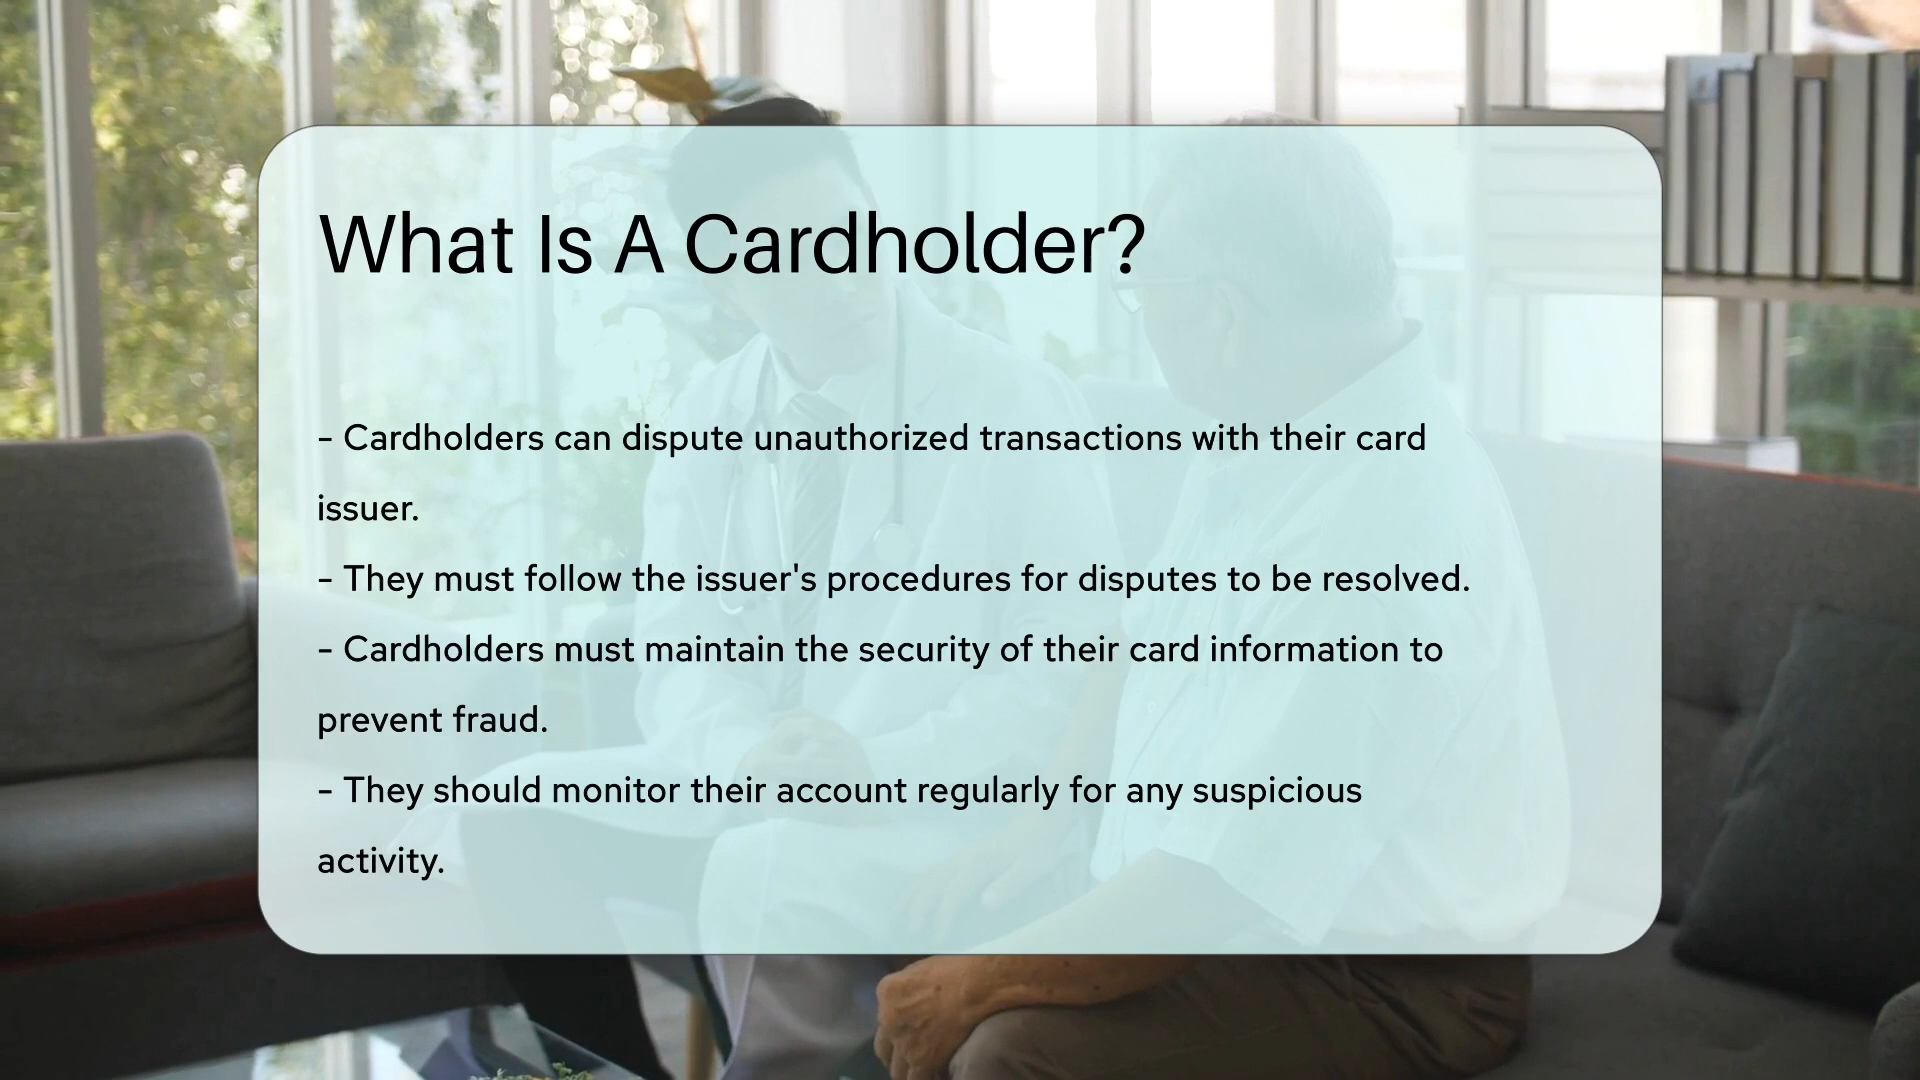 What Is A Cardholder?
- Cardholders can dispute unauthorized transactions with their card
issuer.
- They must follow the issuer's procedures for disputes to be resolved.
- Cardholders must maintain the security of their card information to
prevent fraud.
- They should monitor their account regularly for any suspicious
activity.